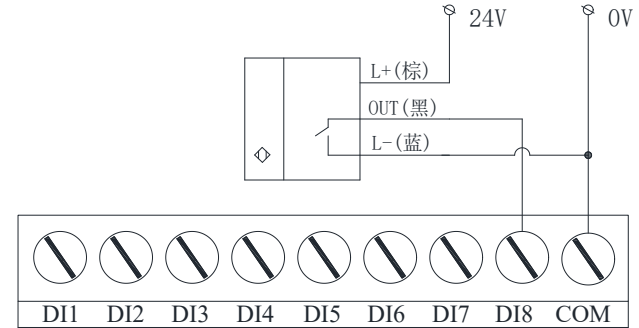 24V
0V
L+(棕)
OUT(黑)
L-(蓝)
DI1 DI2 DI3 DI4 DI5 DI6 DI7 DI8 COM